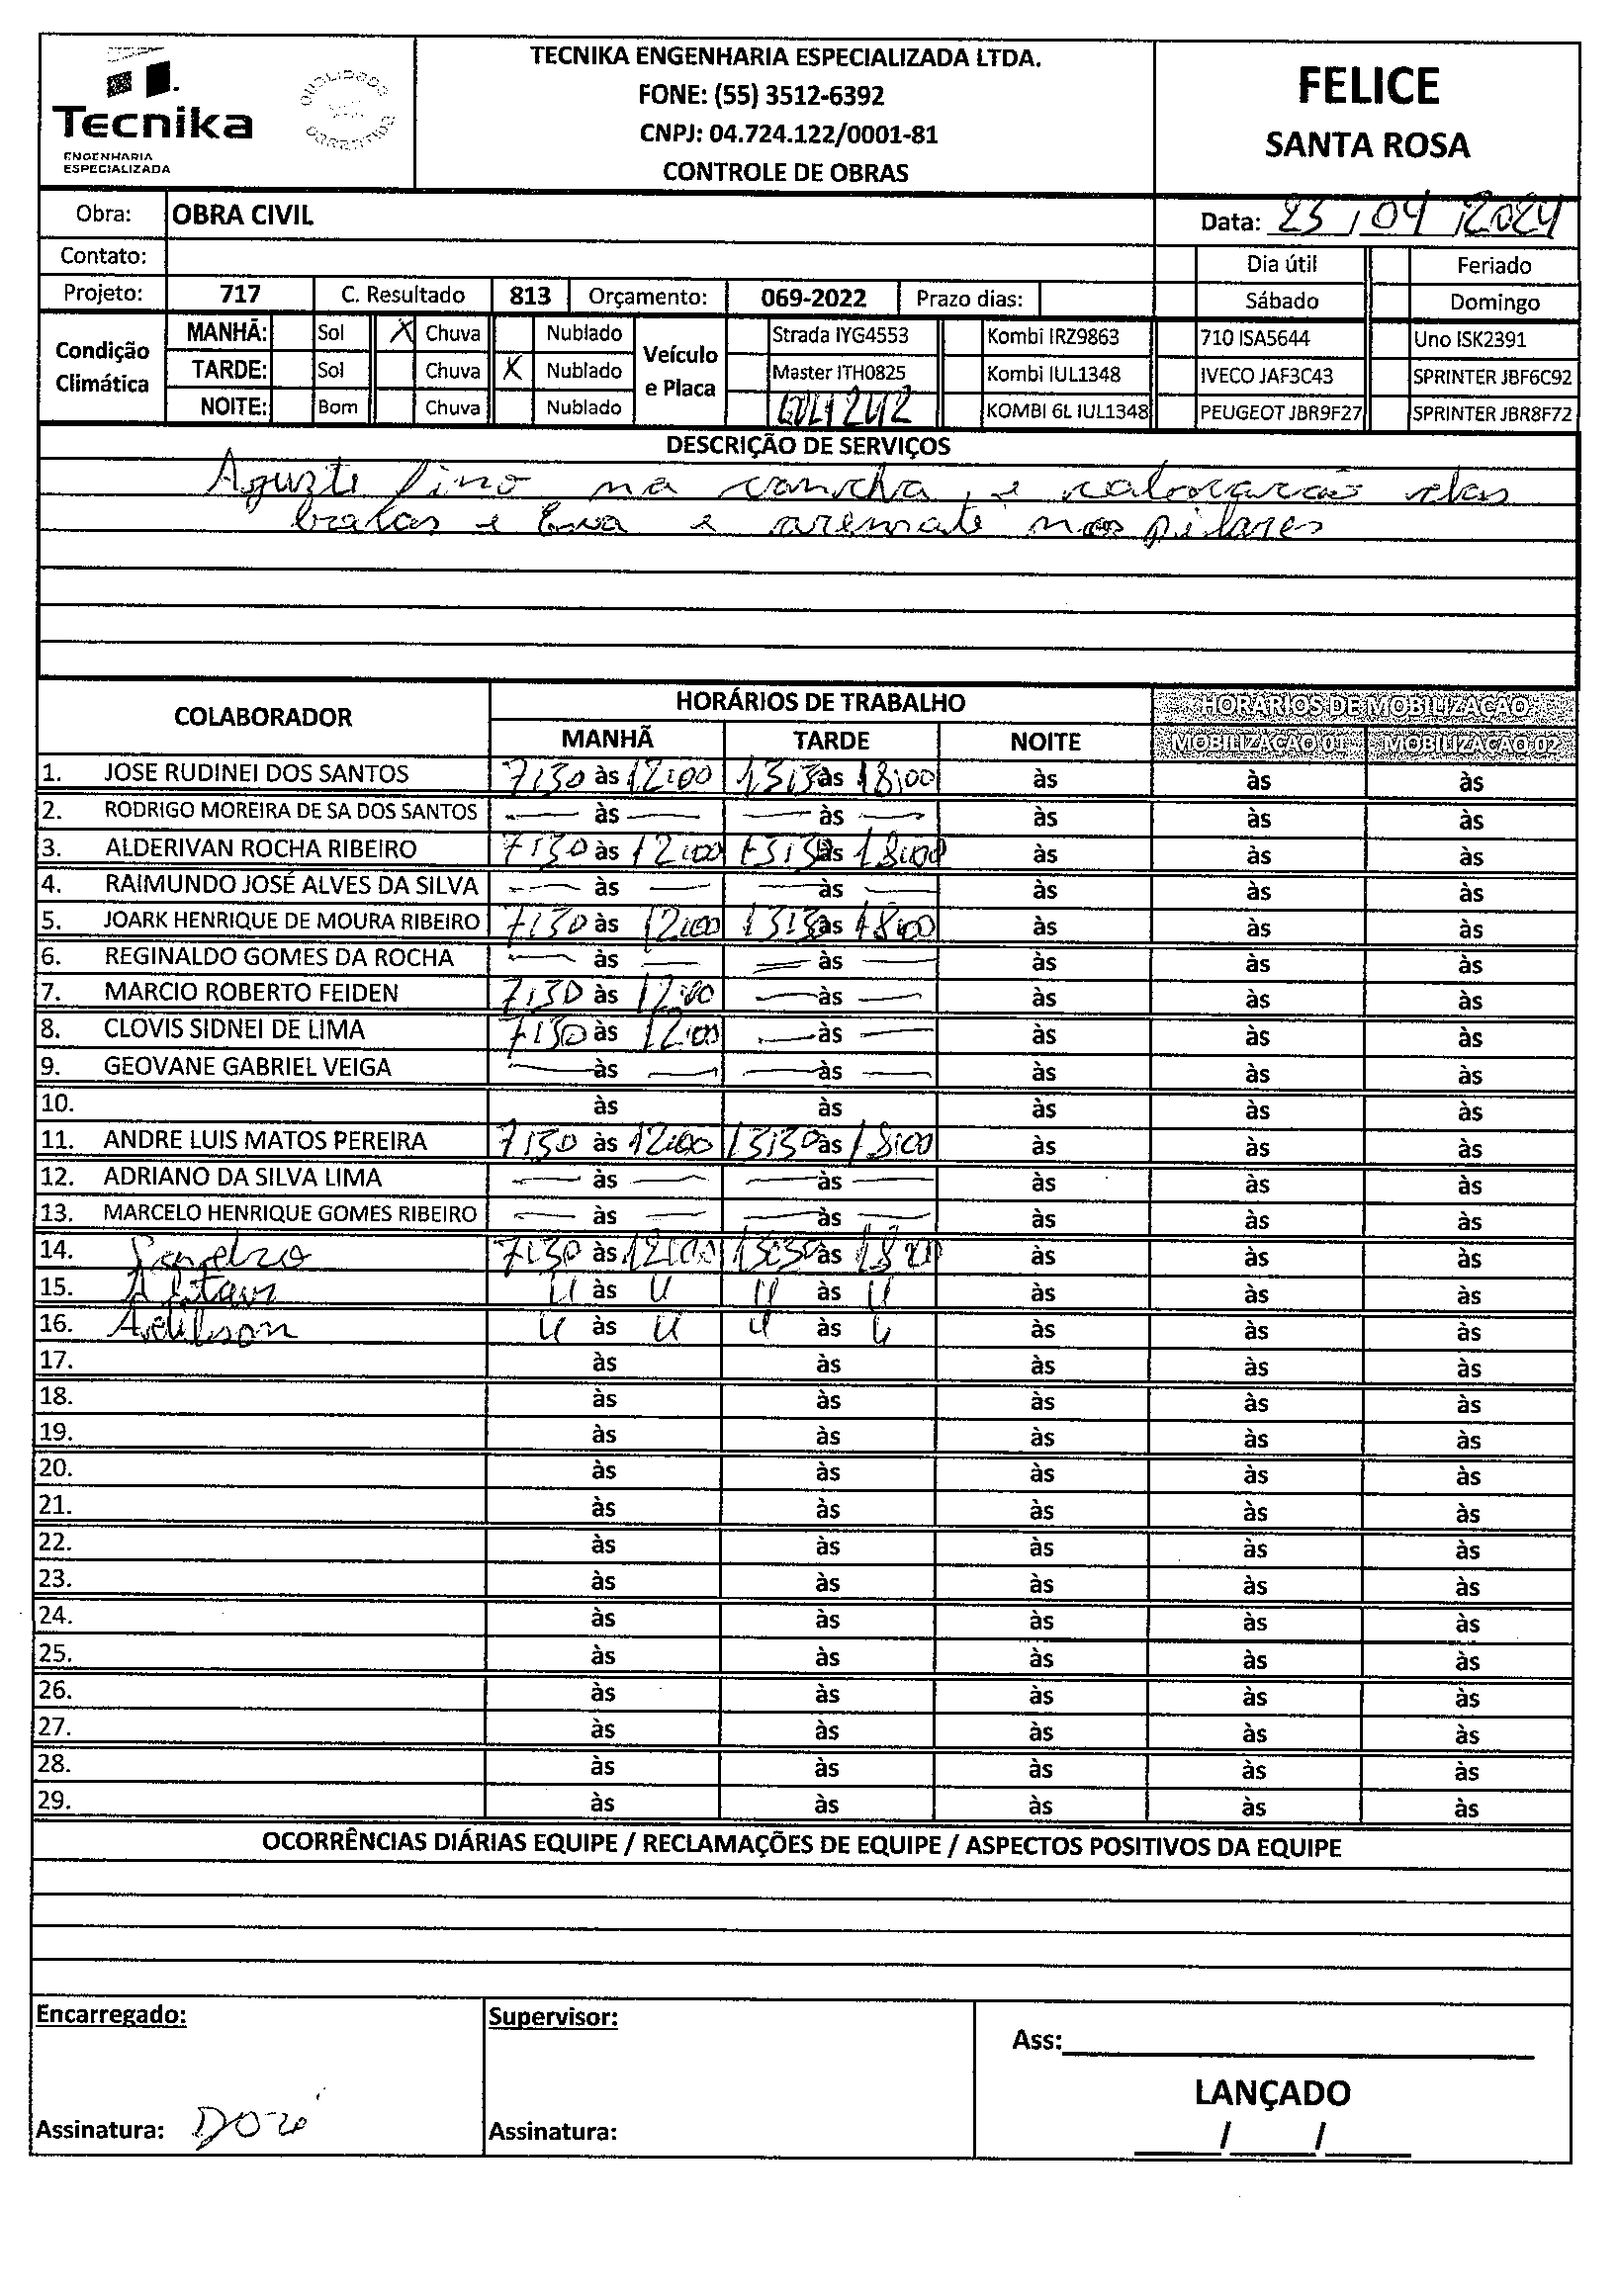 Tecnika
ENGENHARIA
ESPECIALIZADA
TECNIKA ENGENHARIA ESPECIALIZADA LTDA.
FONE: (55) 3512-6392
CNPJ: 04.724.122/0001-81
CONTROLE DE OBRAS
FELICE
SANTA ROSA
Obra: OBRA CIVIL
Data: 23/04/2024
Contato:
Dia útil Feriado
Projeto: 717 C. Resultado 813 Orçamento: 069-2022 Prazo dias: Sábado Domingo
Condição Climática
MANHÃ: Sol X Chuva Nublado
TARDE: Sol Chuva X Nublado
NOITE: Bom Chuva Nublado
Veículo e Placa
Strada IYG4553 Kombi IRZ9863 710 ISA5644 Uno ISK2391
Master ITH0825 Kombi IUL1348 IVECO JAF3C43 SPRINTER JBF6C92
KOMBI 6L IUL1348 PEUGEOT JBR9F27 SPRINTER JBR8F72
DESCRIÇÃO DE SERVIÇOS
fino na cancha, e colocação das
e e aremate nos pilares
COLABORADOR HORÁRIOS DE TRABALHO HORÁRIOS DE MOBILIZAÇÃO
MANHÃ TARDE NOITE MOBILIZAÇÃO 01 MOBILIZAÇÃO 02
1. JOSE RUDINEI DOS SANTOS 7:30 às 12:00 13:30 às 18:00 às às às
2. RODRIGO MOREIRA DE SA DOS SANTOS — às — — às — às às às
3. ALDERIVAN ROCHA RIBEIRO 7:30 às 12:00 13:30 às 18:00 às às às
4. RAIMUNDO JOSÉ ALVES DA SILVA — às — — às — às às às
5. JOARK HENRIQUE DE MOURA RIBEIRO 7:30 às 12:00 13:30 às 18:00 às às às
6. REGINALDO GOMES DA ROCHA — às — — às — às às às
7. MARCIO ROBERTO FEIDEN 7:30 às 12:00 — às — às às às
8. CLOVIS SIDNEI DE LIMA 7:30 às 12:00 — às — às às às
9. GEOVANE GABRIEL VEIGA — às — — às — às às às
10. às às às às às
11. ANDRE LUIS MATOS PEREIRA 7:30 às 12:00 13:30 às 18:00 às às às
12. ADRIANO DA SILVA LIMA — às — — às — às às às
13. MARCELO HENRIQUE GOMES RIBEIRO — às — — às — às às às
14. Sandro 7:30 às 12:00 13:30 às 18:00 às às às
15. 〃 às 〃 〃 às 〃 às às às
16. Adilson 〃 às 〃 〃 às 〃 às às às
17. às às às às às
18. às às às às às
19. às às às às às
20. às às às às às
21. às às às às às
22. às às às às às
23. às às às às às
24. às às às às às
25. às às às às às
26. às às às às às
27. às às às às às
28. às às às às às
29. às às às às às
OCORRÊNCIAS DIÁRIAS EQUIPE / RECLAMAÇÕES DE EQUIPE / ASPECTOS POSITIVOS DA EQUIPE
Encarregado: Supervisor:
Ass:
LANÇADO
Assinatura: Assinatura: / /